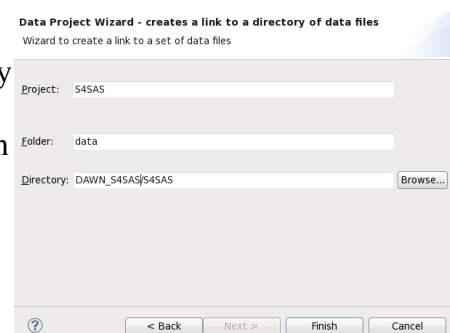 Data Project Wizard - creates a link to a directory of data files
Wizard to create a link to a set of data files
y
Project: S4SAS
n
Folder: data
Directory: DAWN_S4SAS/S4SAS Browse...
? < Back Next > Finish Cancel